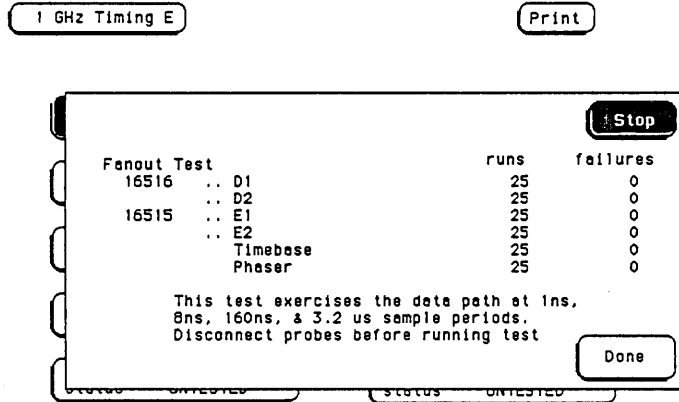 1 GHz Timing E
Print
Stop
Fanout Test runs failures
16516 .. D1 25 0
.. D2 25 0
16515 .. E1 25 0
.. E2 25 0
Timebase 25 0
Phaser 25 0
This test exercises the data path at 1ns,
8ns, 160ns, & 3.2 us sample periods.
Disconnect probes before running test
Done